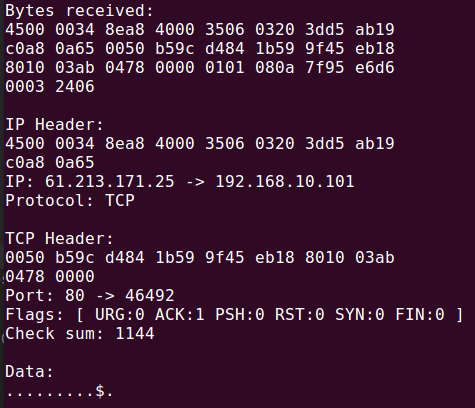 Bytes received:
4500 0034 8ea8 4000 3506 0320 3dd5 ab19
c0a8 0a65 0050 b59c d484 1b59 9f45 eb18
8010 03ab 0478 0000 0101 080a 7f95 e6d6
0003 2406
IP Header:
4500 0034 8ea8 4000 3506 0320 3dd5 ab19
c0a8 0a65
IP: 61.213.171.25 -> 192.168.10.101
Protocol: TCP
TCP Header:
0050 b59c d484 1b59 9f45 eb18 8010 03ab
0478 0000
Port: 80 -> 46492
Flags: [ URG:0 ACK:1 PSH:0 RST:0 SYN:0 FIN:0 ]
Check sum: 1144
Data:
.........$.